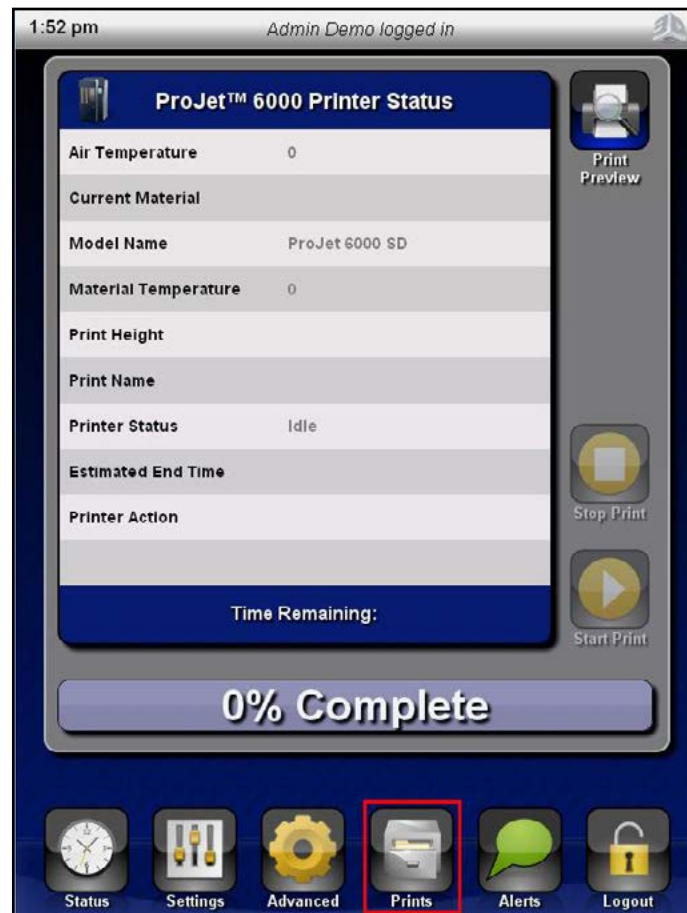 1:52 pm Admin Demo logged in
ProJet™ 6000 Printer Status
Air Temperature 0
Current Material
Model Name ProJet 6000 SD
Material Temperature 0
Print Height
Print Name
Printer Status Idle
Estimated End Time
Printer Action
Time Remaining:
Print
Preview
Stop Print
Start Print
0% Complete
Status Settings Advanced Prints Alerts Logout